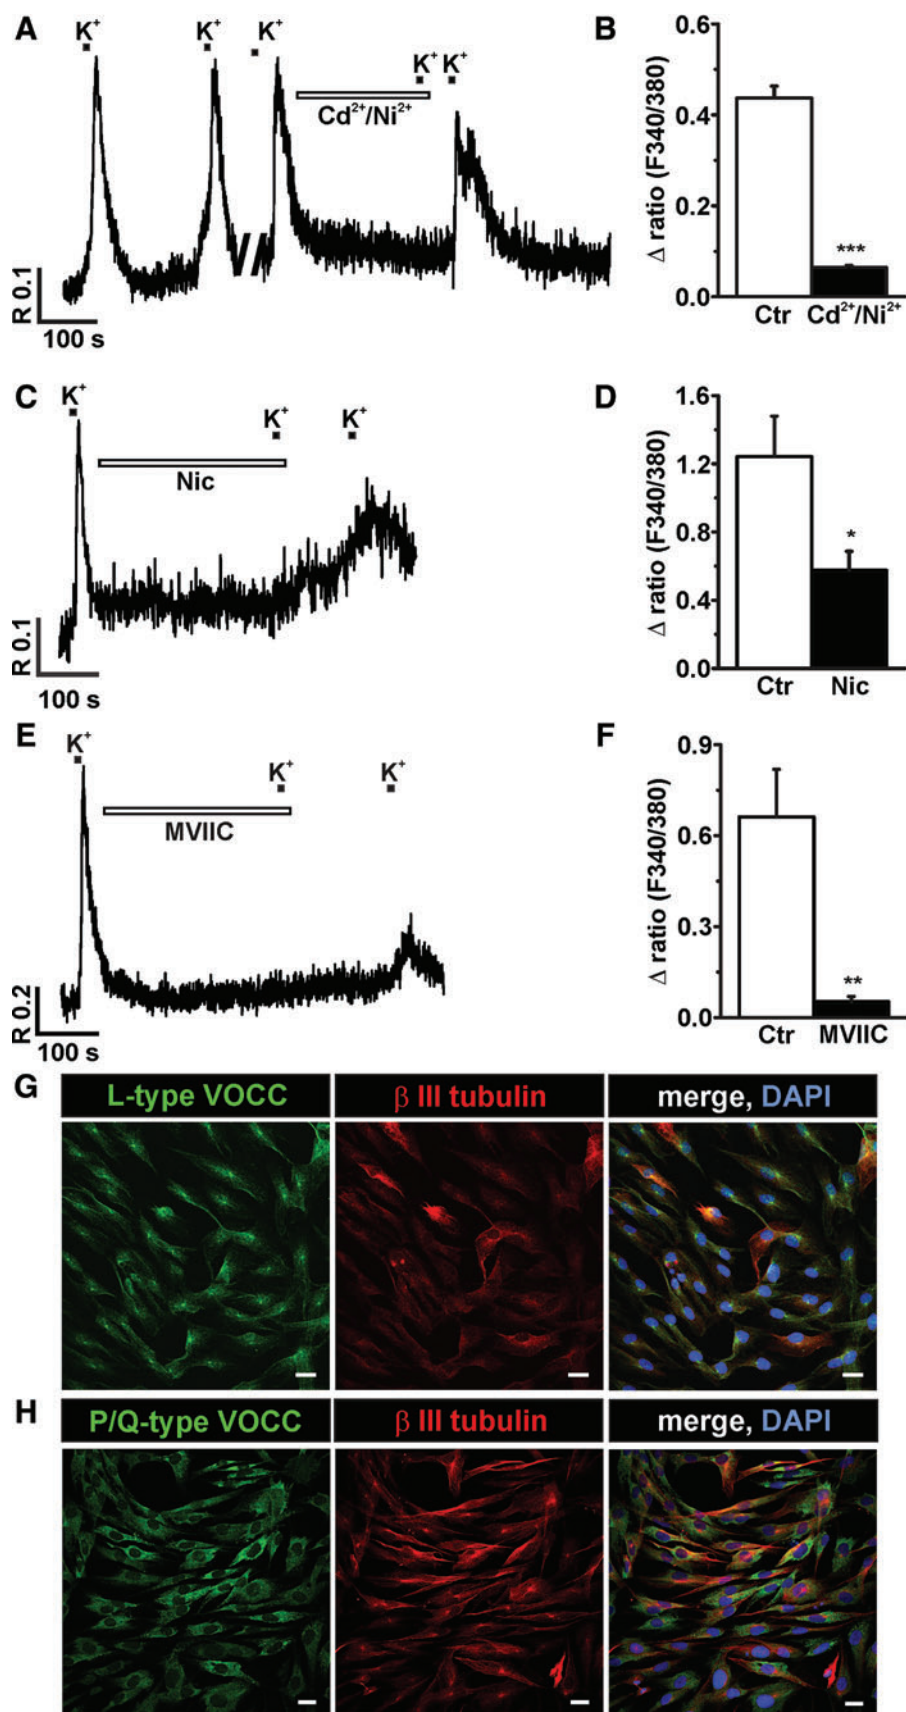 A
K⁺ K⁺ K⁺
K⁺ K⁺
Cd²⁺/Ni²⁺
R 0.1
100 s
B
Δ ratio (F340/380)
0.6
0.4
0.2
0.0
Ctr Cd²⁺/Ni²⁺
***
C
K⁺
K⁺ K⁺
Nic
R 0.1
100 s
D
Δ ratio (F340/380)
1.6
1.2
0.8
0.4
0.0
*
Ctr Nic
E
K⁺
K⁺ K⁺
MVIIC
R 0.2
100 s
F
Δ ratio (F340/380)
0.9
0.6
0.3
0.0
**
Ctr MVIIC
G
L-type VOCC
β III tubulin
merge, DAPI
H
P/Q-type VOCC
β III tubulin
merge, DAPI